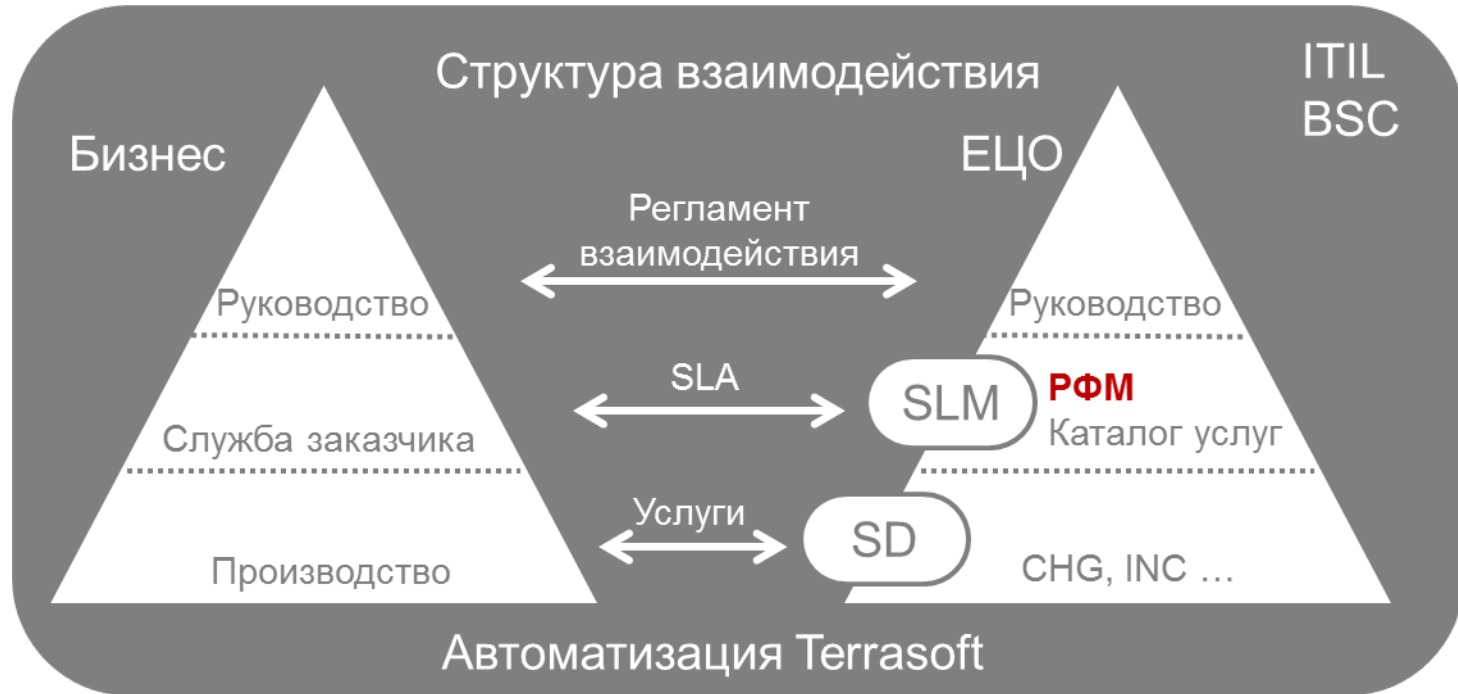 Структура взаимодействия
ITIL
BSC
Бизнес
ЕЦО
Регламент
взаимодействия
Руководство
Руководство
SLA
SLM
РФМ
Каталог услуг
Служба заказчика
Услуги
SD
Производство
CHG, INC ...
Автоматизация Terrasoft